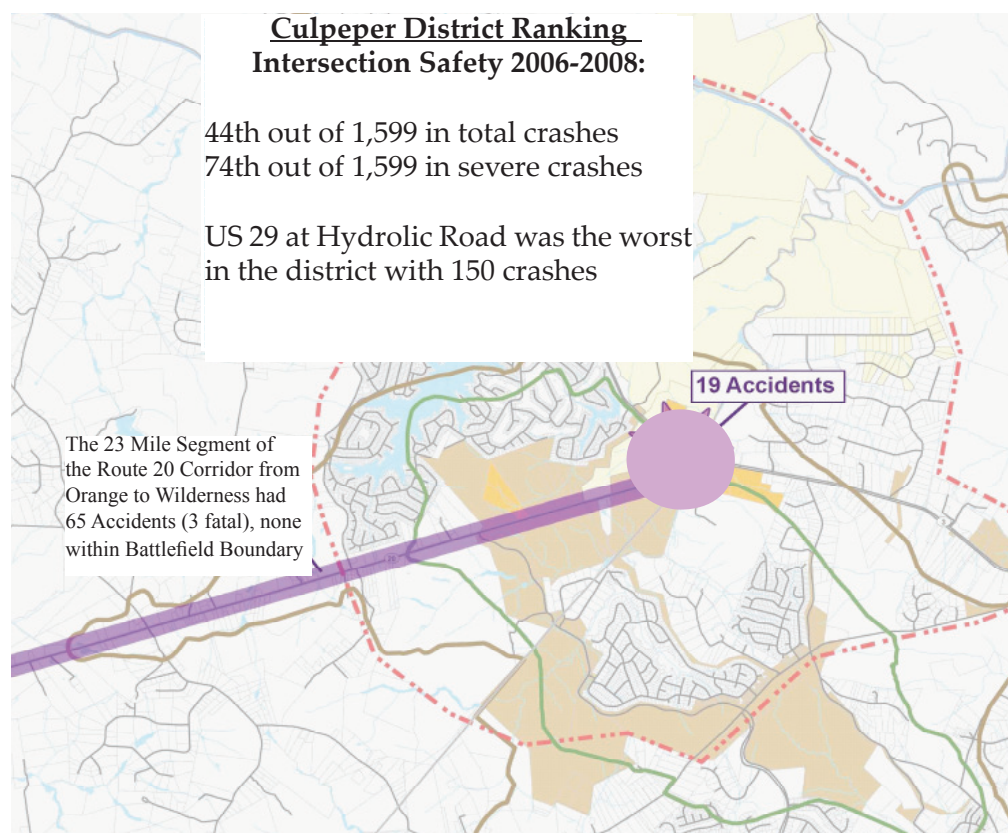 Culpeper District Ranking
Intersection Safety 2006-2008:
44th out of 1,599 in total crashes
74th out of 1,599 in severe crashes
US 29 at Hydrolic Road was the worst
in the district with 150 crashes
19 Accidents
The 23 Mile Segment of
the Route 20 Corridor from
Orange to Wilderness had
65 Accidents (3 fatal), none
within Battlefield Boundary